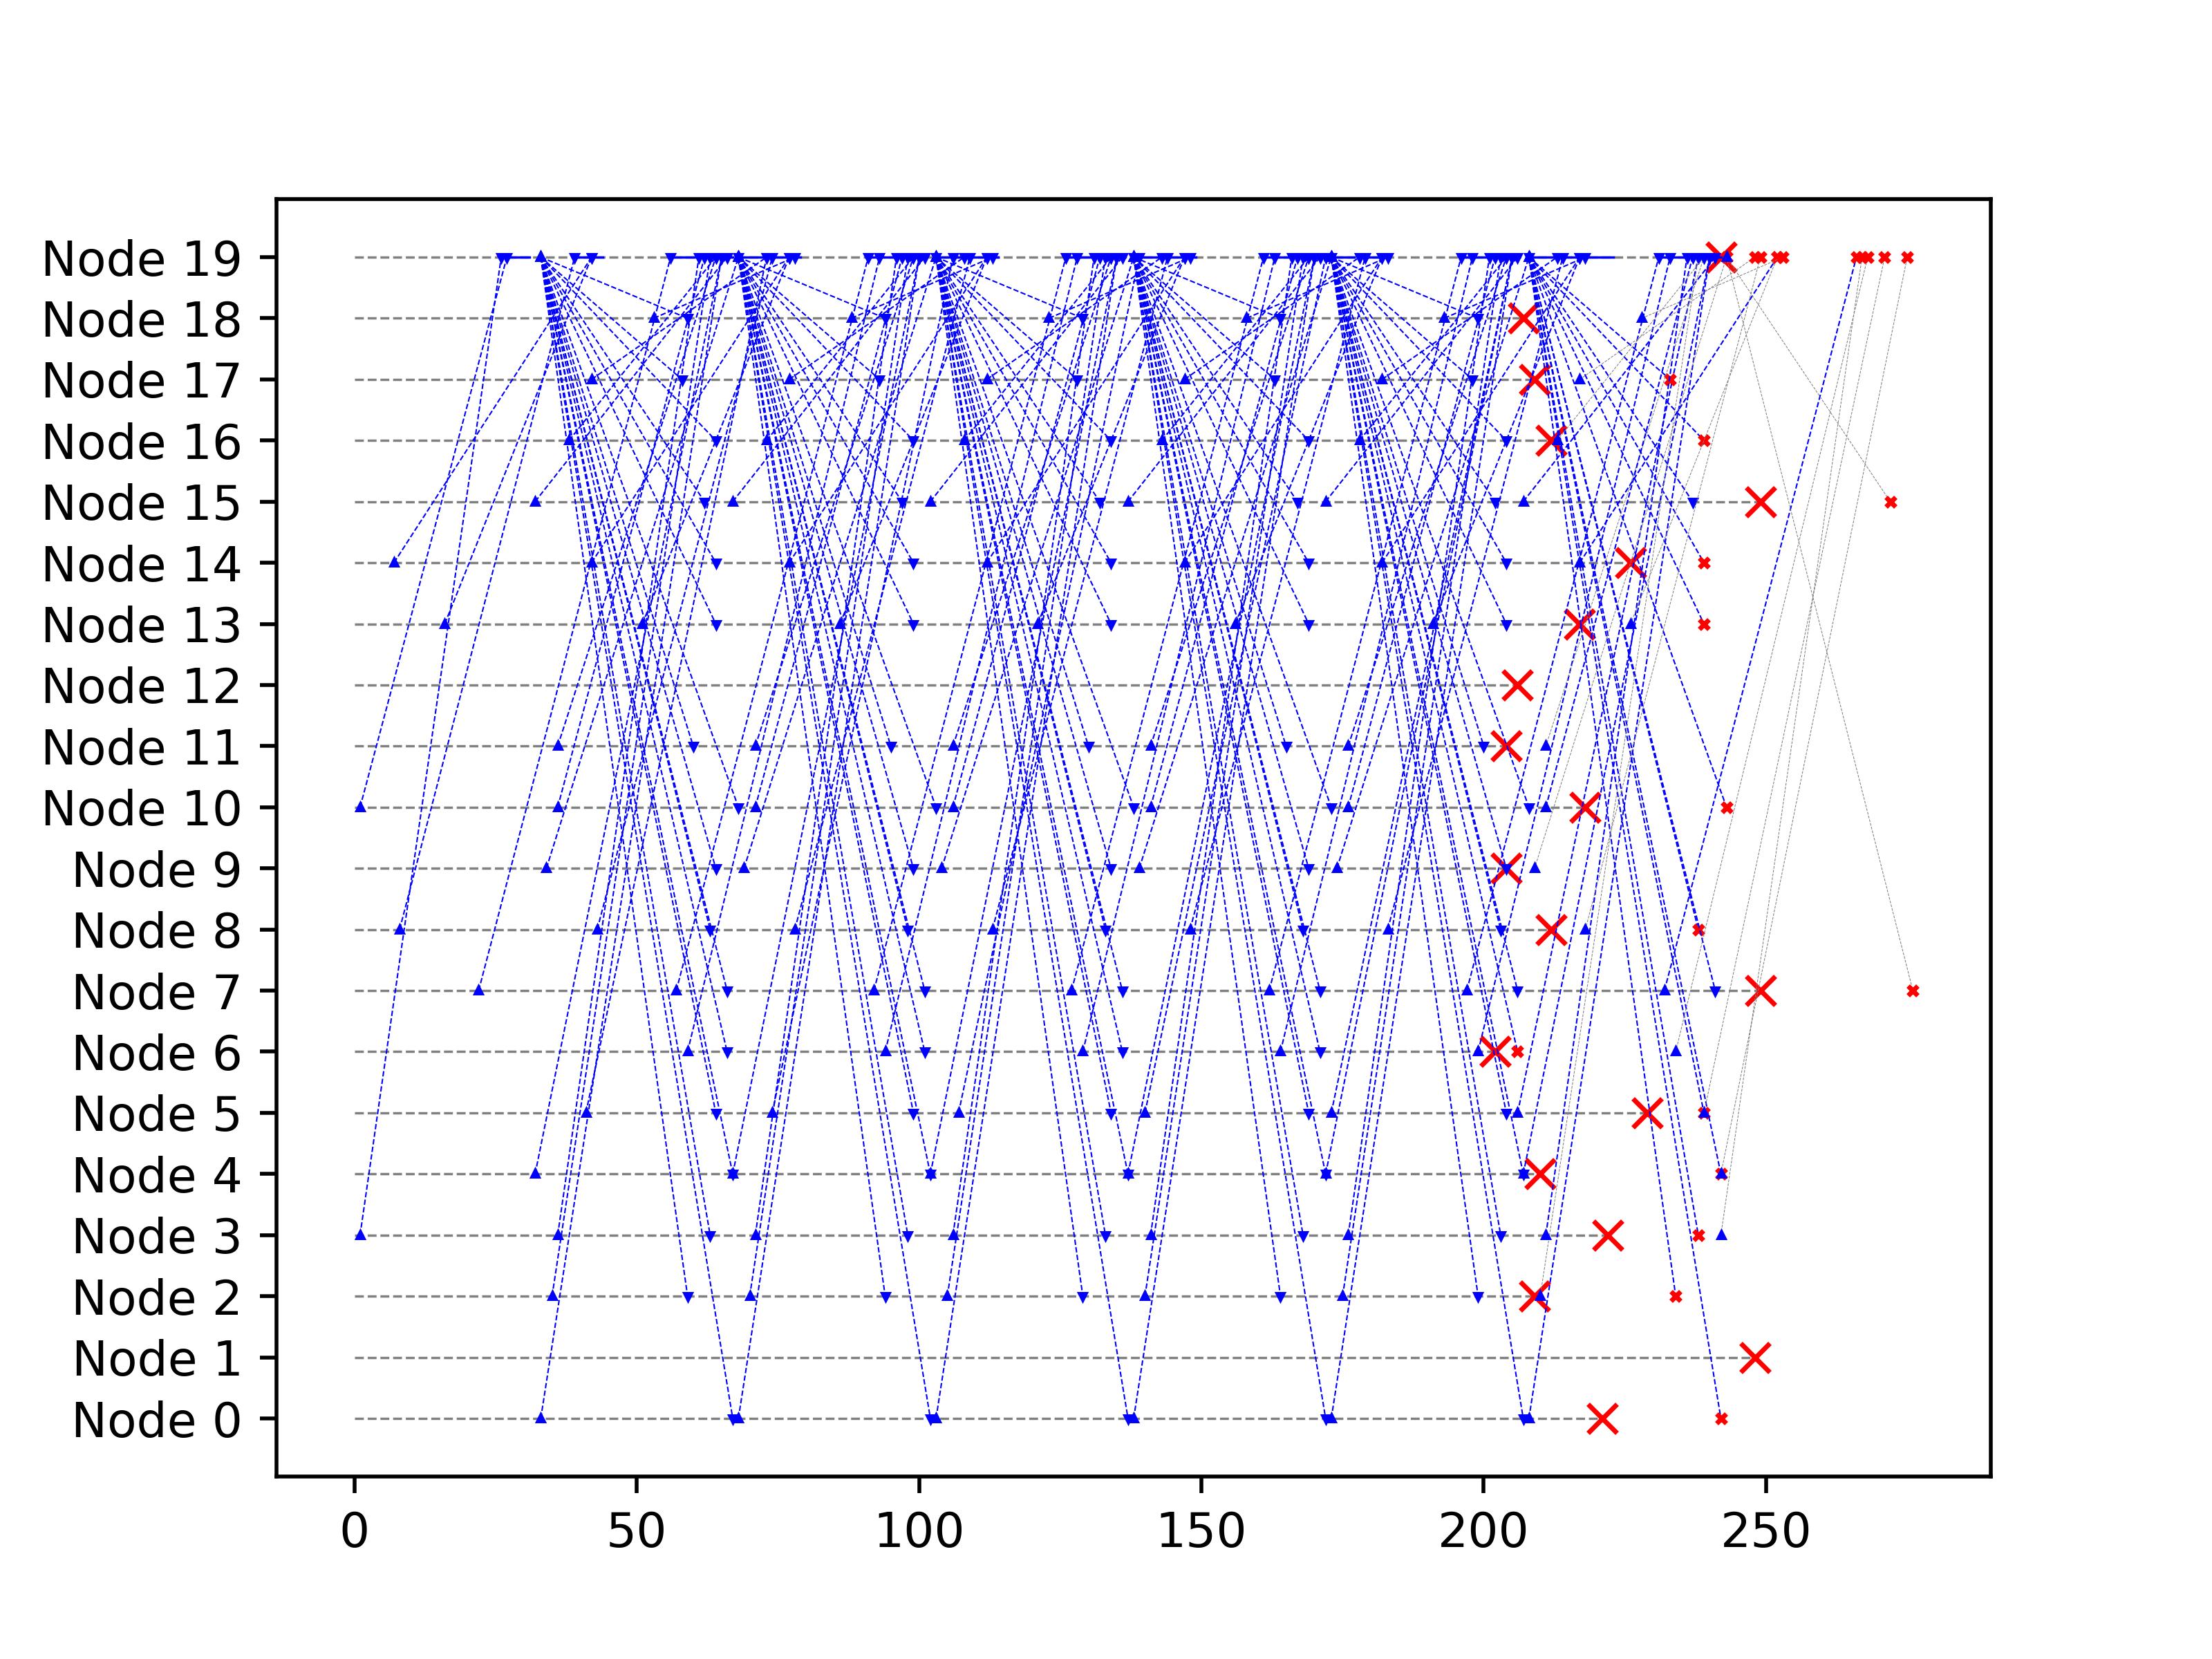 Node 19
Node 18
Node 17
Node 16
Node 15
Node 14
Node 13
Node 12
Node 11
Node 10
Node 9
Node 8
Node 7
Node 6
Node 5
Node 4
Node 3
Node 2
Node 1
Node 0
0 50 100 150 200 250